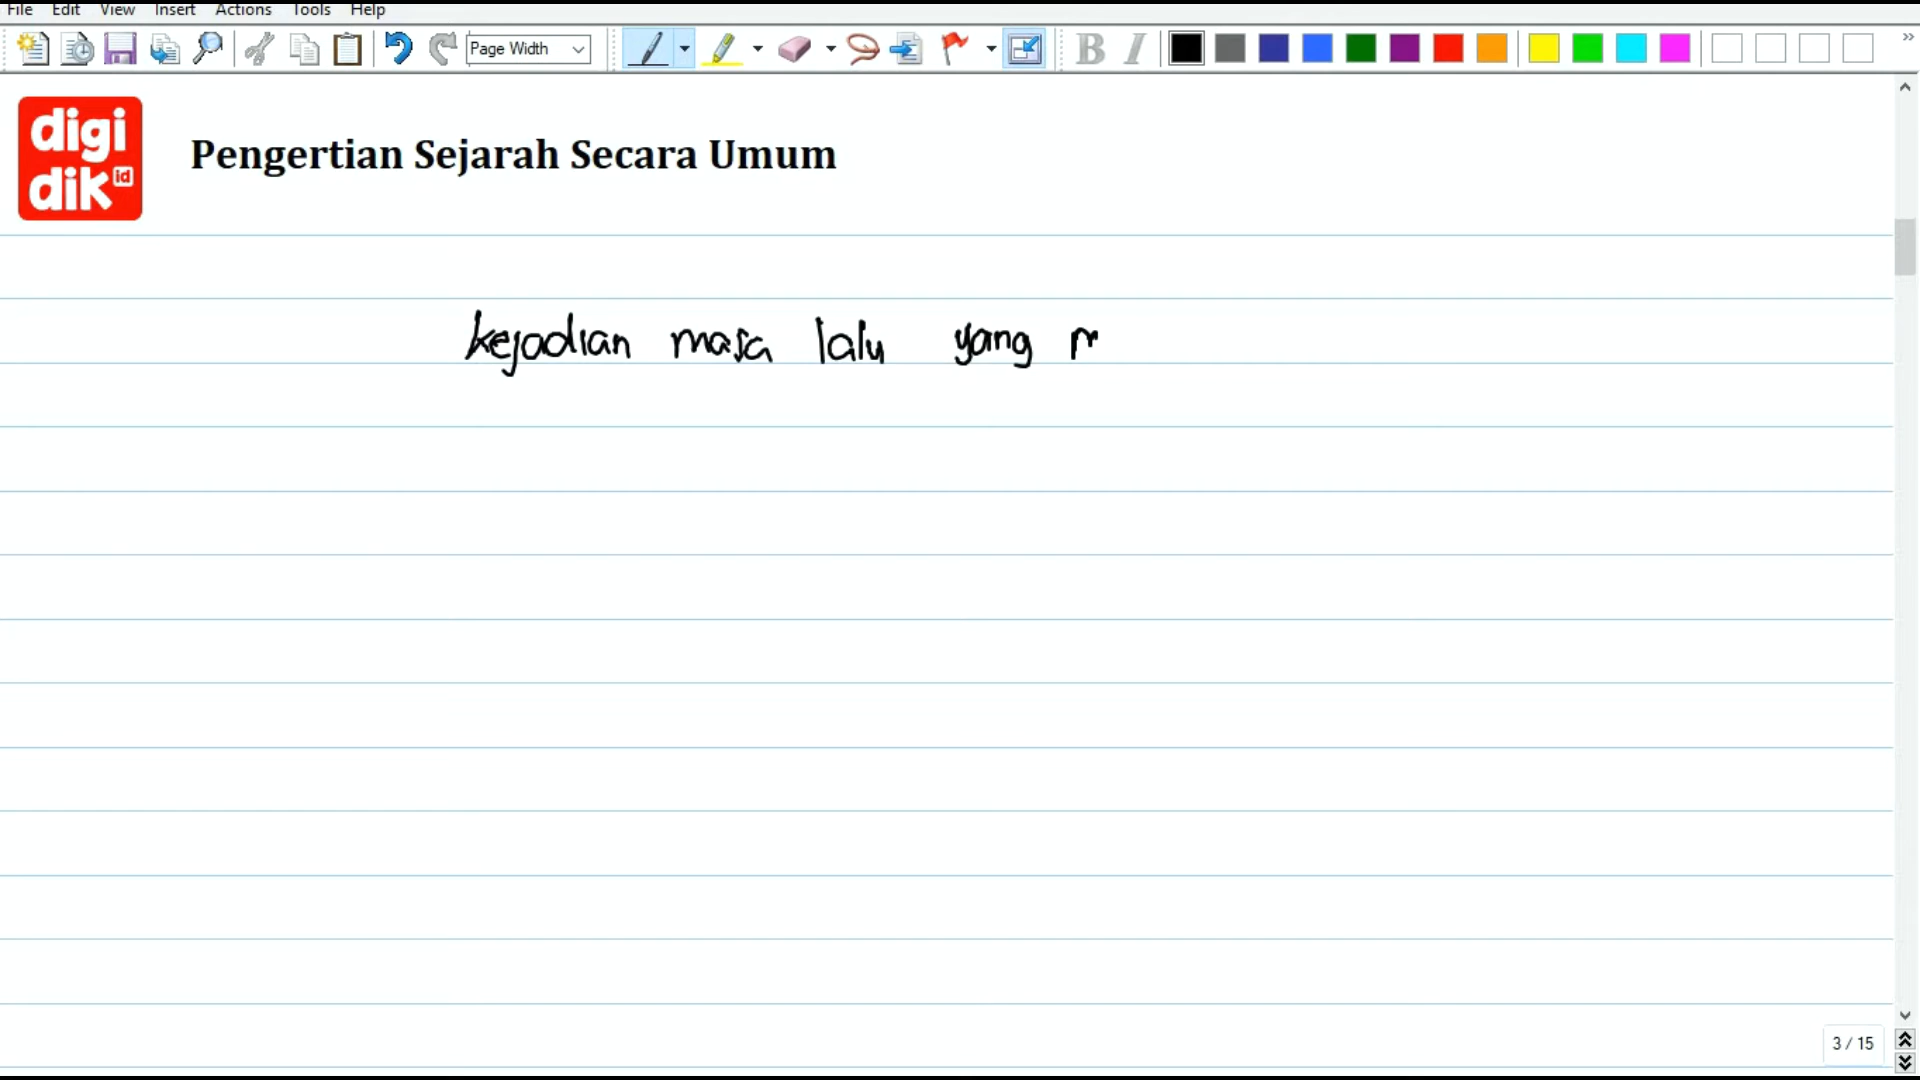 File Edit View Insert Actions Tools Help
Page Width
B I
digi
dik id
Pengertian Sejarah Secara Umum
kejadian masa lalu yang
3 / 15